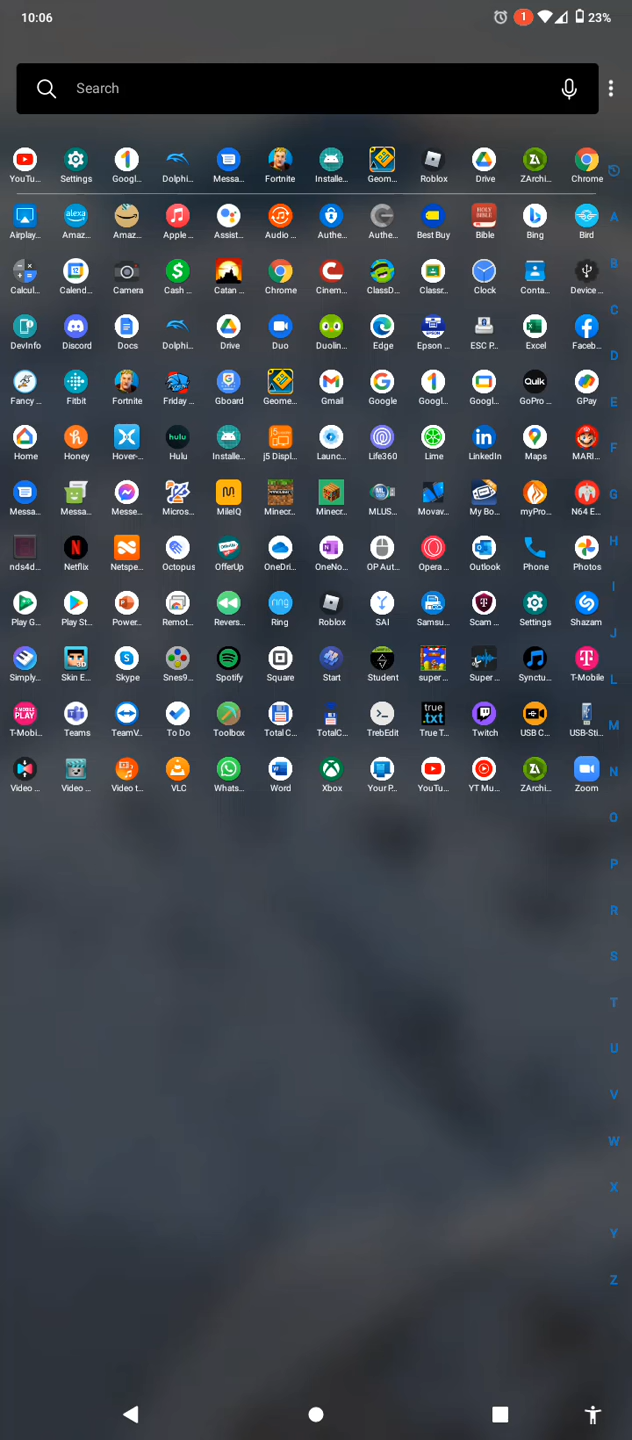 10:06 1 23%
Search
YouTu... Settings Googl... Dolphi... Messa... Fortnite Installe... Geom... Roblox Drive ZArchi... Chrome
Airplay... Amaz... Amaz... Apple ... Assist... Audio ... Authe... Authe... Best Buy Bible Bing Bird
Calcul... Calend... Camera Cash ... Catan ... Chrome Cinem... ClassD... Classr... Clock Conta... Device ...
DevInfo Discord Docs Dolphi... Drive Duo Duolin... Edge Epson ... ESC P... Excel Faceb...
Fancy ... Fitbit Fortnite Friday ... Gboard Geome... Gmail Google Googl... Googl... GoPro ... GPay
Home Honey Hover-... Hulu Installe... j5 Displ... Launc... Life360 Lime LinkedIn Maps MARI...
Messa... Messa... Messe... Micros... MileIQ Minecr... Minecr... MLUS... Movav... My Bo... myPro... N64 E...
nds4d... Netflix Netspe... Octopus OfferUp OneDri... OneNo... OP Aut... Opera ... Outlook Phone Photos
Play G... Play St... Power... Remot... Revers... Ring Roblox SAI Samsu... Scam ... Settings Shazam
Simply... Skin E... Skype Snes9... Spotify Square Start Student super ... Super ... Synctu... T-Mobile
T-Mobi... Teams TeamV... To Do Toolbox Total C... TotalC... TrebEdit True T... Twitch USB C... USB-Sti...
Video ... Video ... Video t... VLC Whats... Word Xbox Your P... YouTu... YT Mu... ZArchi... Zoom
A
B
C
D
E
F
G
H
I
J
L
M
N
O
P
R
S
T
U
V
W
X
Y
Z